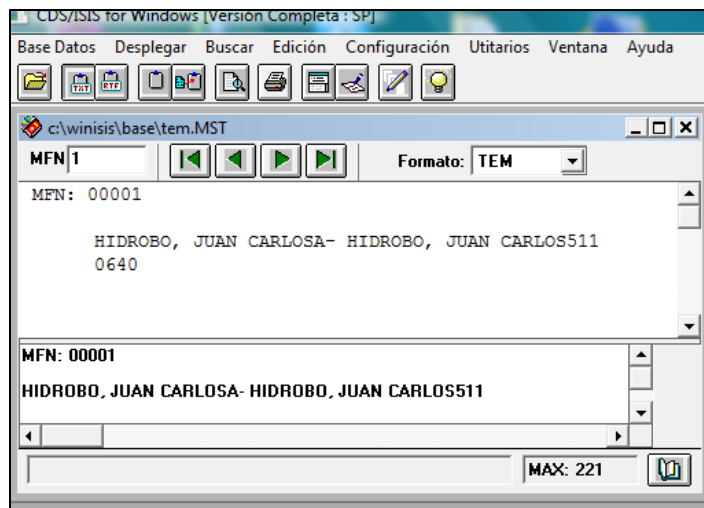 CDS/ISIS for Windows [Versión Completa : SP]
Base Datos Desplegar Buscar Edición Configuración Utitarios Ventana Ayuda
TXT RTF
c:\winisis\base\tem.MST
MFN 1 Formato: TEM
MFN: 00001
HIDROBO, JUAN CARLOSA- HIDROBO, JUAN CARLOS511
0640
MFN: 00001
HIDROBO, JUAN CARLOSA- HIDROBO, JUAN CARLOS511
MAX: 221